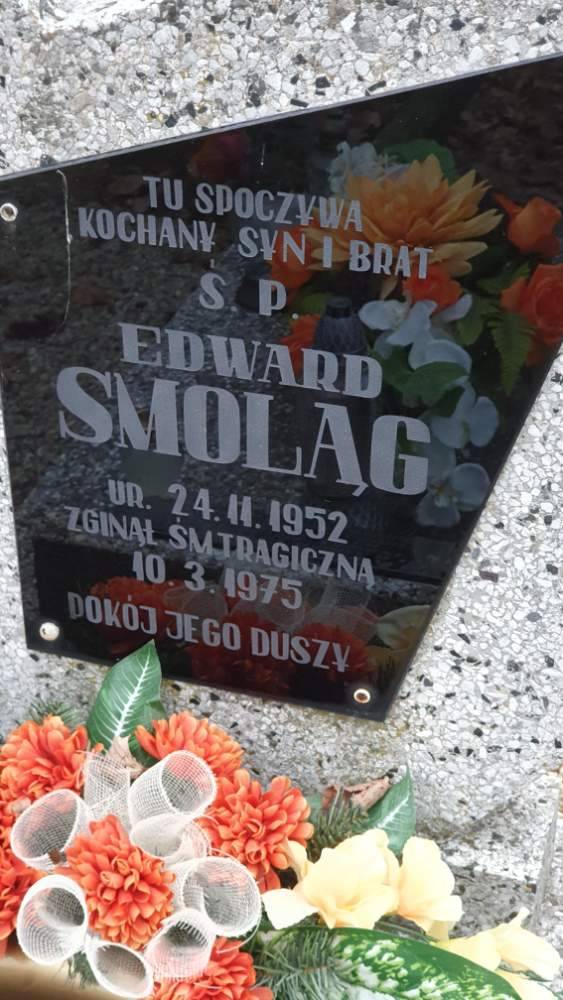 TU SPOCZYWA
KOCHANY SYN I BRAT
Ś P
EDWARD
SMOLĄG
UR. 24.11.1952
ZGINĄŁ ŚM TRAGICZNĄ
10.3.1975
POKÓJ JEGO DUSZY